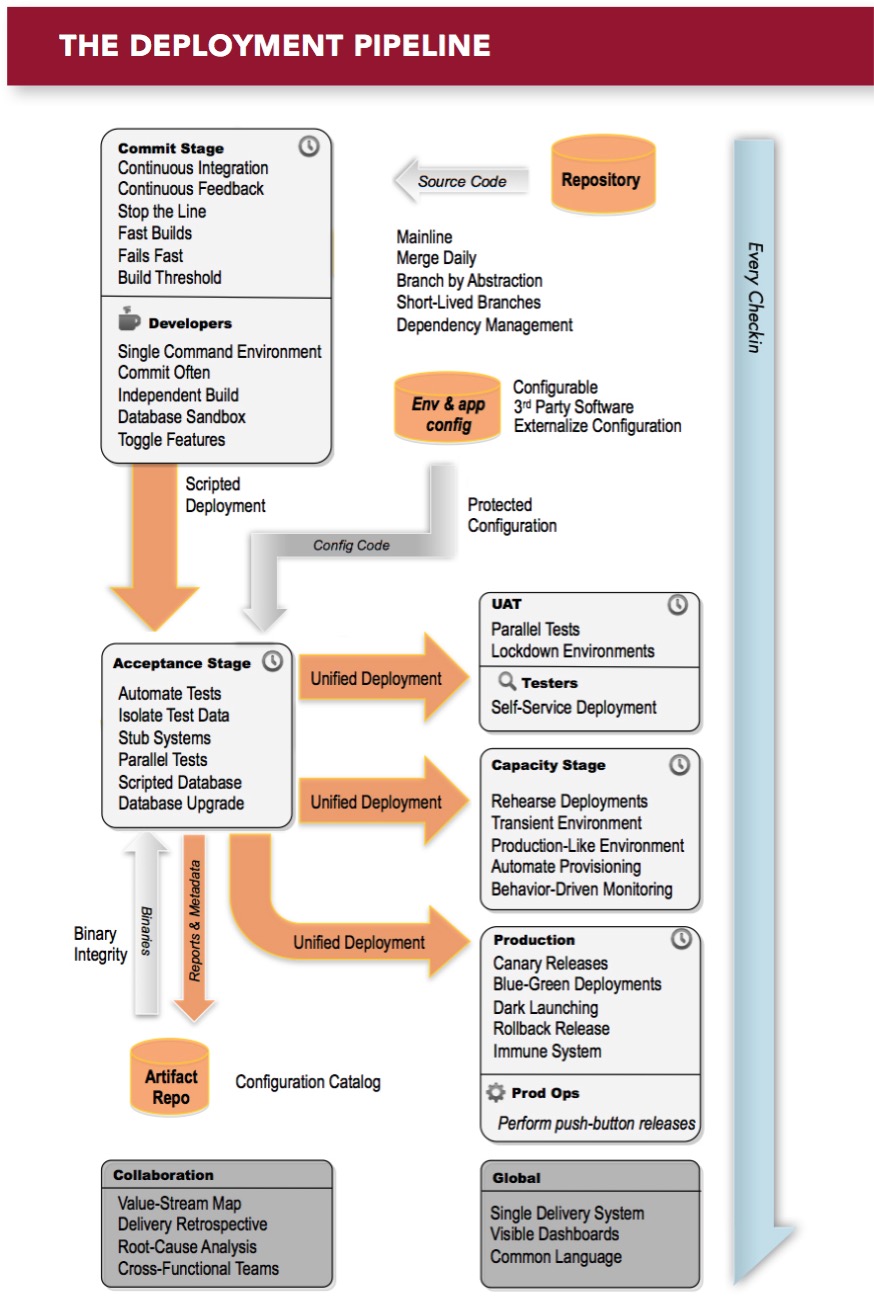 THE DEPLOYMENT PIPELINE
Commit Stage
Continuous Integration
Continuous Feedback
Stop the Line
Fast Builds
Fails Fast
Build Threshold
Developers
Single Command Environment
Commit Often
Independent Build
Database Sandbox
Toggle Features
Source Code
Repository
Mainline
Merge Daily
Branch by Abstraction
Short-Lived Branches
Dependency Management
Every Checkin
Env & app
config
Configurable
3rd Party Software
Externalize Configuration
Scripted
Deployment
Protected
Configuration
Config Code
Acceptance Stage
Automate Tests
Isolate Test Data
Stub Systems
Parallel Tests
Scripted Database
Database Upgrade
Unified Deployment
UAT
Parallel Tests
Lockdown Environments
Testers
Self-Service Deployment
Unified Deployment
Capacity Stage
Rehearse Deployments
Transient Environment
Production-Like Environment
Automate Provisioning
Behavior-Driven Monitoring
Binary
Integrity
Binaries
Reports & Metadata
Unified Deployment
Production
Canary Releases
Blue-Green Deployments
Dark Launching
Rollback Release
Immune System
Prod Ops
Perform push-button releases
Artifact
Repo
Configuration Catalog
Collaboration
Value-Stream Map
Delivery Retrospective
Root-Cause Analysis
Cross-Functional Teams
Global
Single Delivery System
Visible Dashboards
Common Language